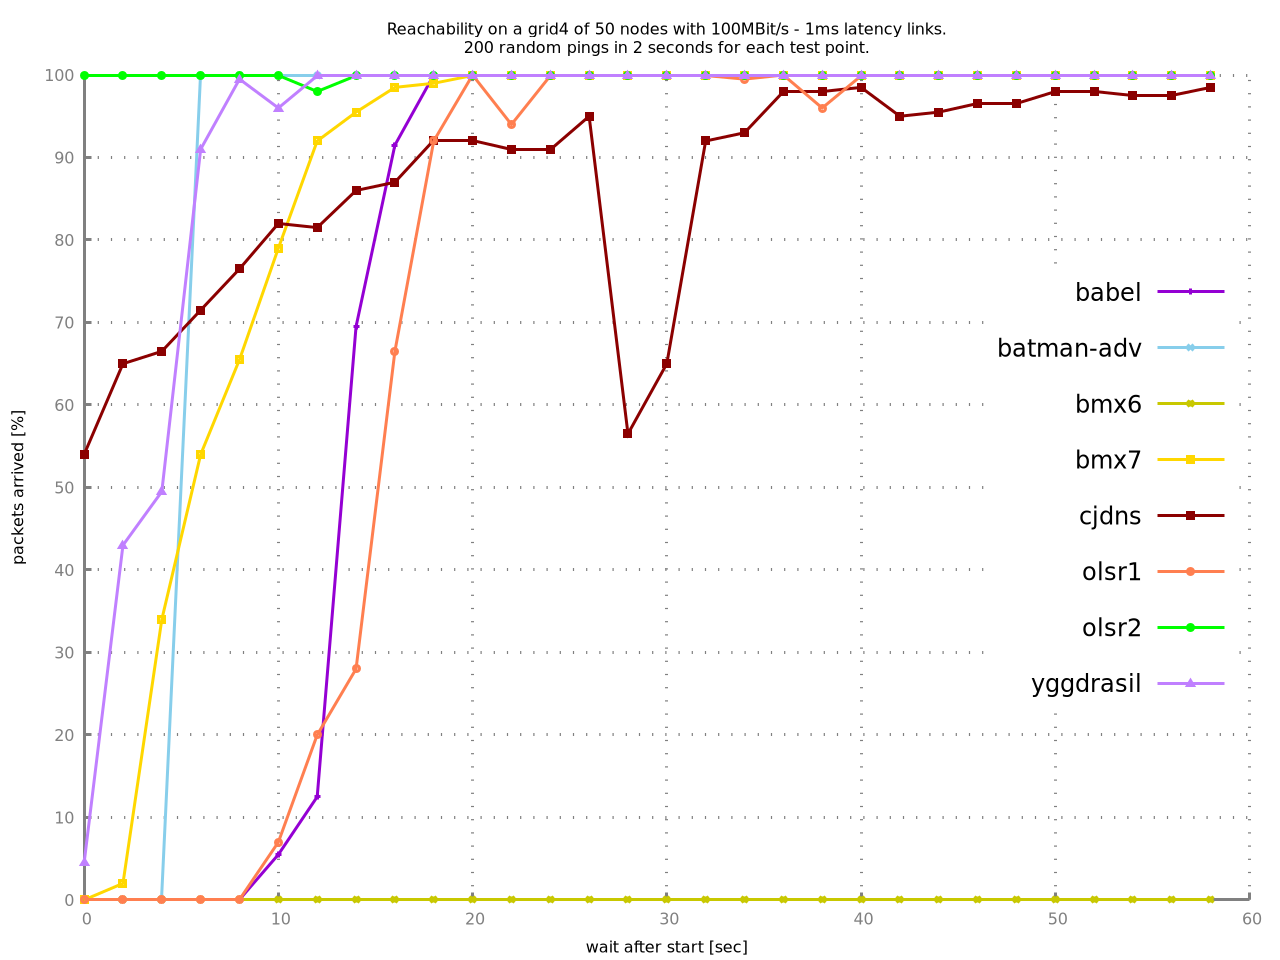 Reachability on a grid4 of 50 nodes with 100MBit/s - 1ms latency links.
200 random pings in 2 seconds for each test point.
100
90
80
70
60
50
40
30
20
10
0
packets arrived [%]
babel
batman-adv
bmx6
bmx7
cjdns
olsr1
olsr2
yggdrasil
0 10 20 30 40 50 60
wait after start [sec]